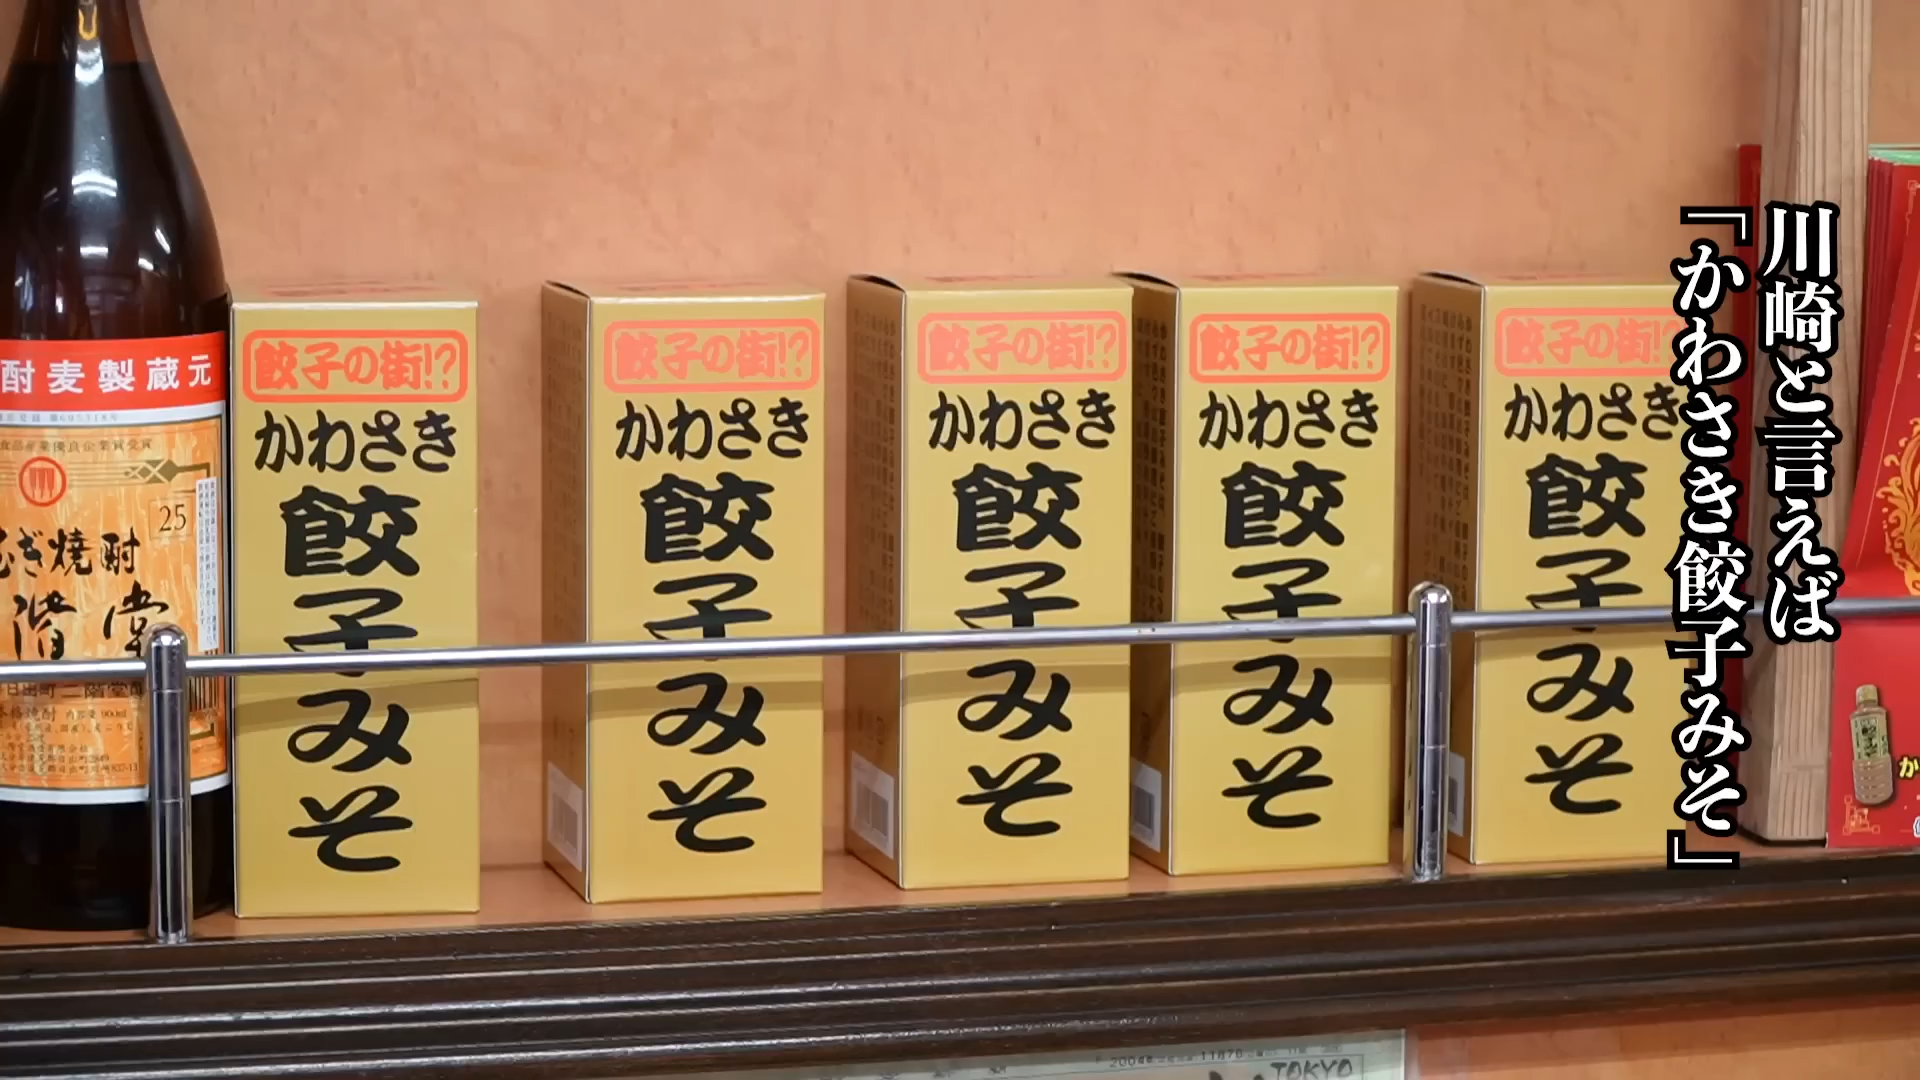 川崎と言えば
「かわさき餃子みそ」
酎麦製蔵元
25
ぎ焼酎
階堂
餃子の街!?
かわさき
餃子みそ
餃子の街!?
かわさき
餃子みそ
餃子の街!?
かわさき
餃子みそ
餃子の街!?
かわさき
餃子みそ
餃子の街!?
かわさき
餃子みそ
か
TOKYO